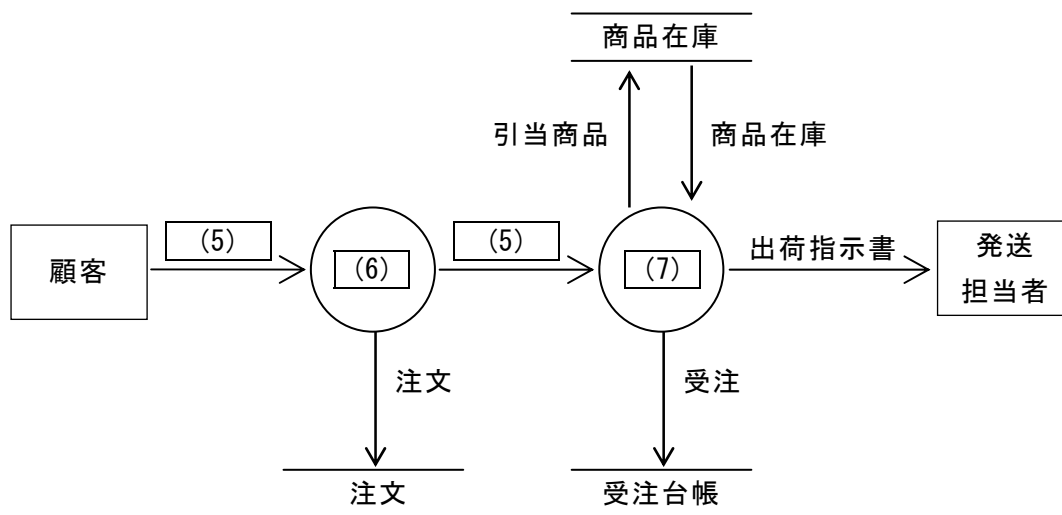 商品在庫
引当商品
商品在庫
顧客
(5)
(6)
(5)
(7)
出荷指示書
発送
担当者
注文
受注
注文
受注台帳